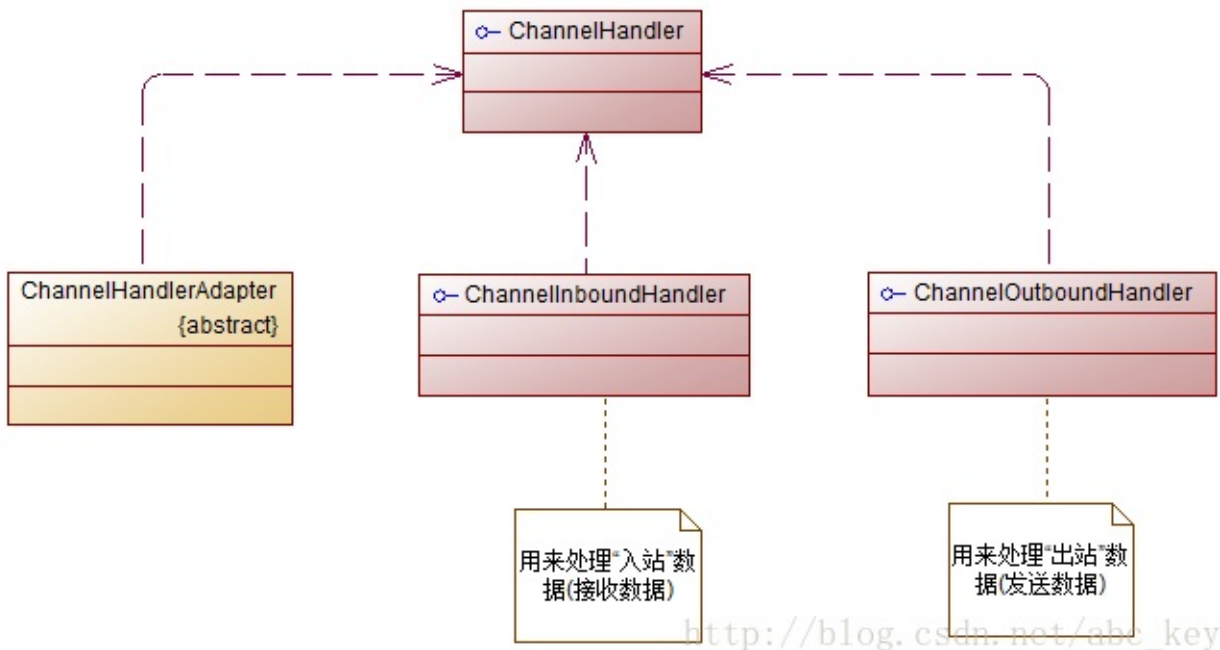 ChannelHandler
ChannelHandlerAdapter
{abstract}
ChannelInboundHandler
ChannelOutboundHandler
用来处理“入站”数
据(接收数据)
用来处理“出站”数
据(发送数据)
http://blog.csdn.net/abc_key